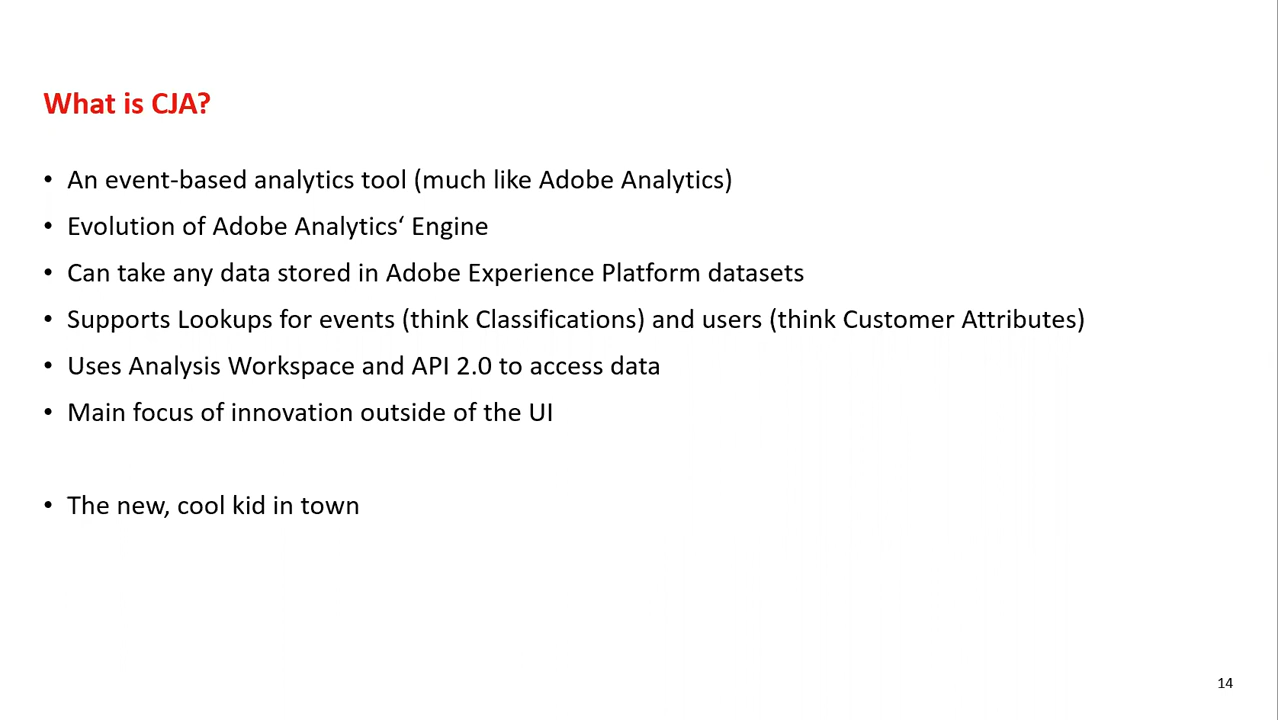 What is CJA?
• An event-based analytics tool (much like Adobe Analytics)
• Evolution of Adobe Analytics‘ Engine
• Can take any data stored in Adobe Experience Platform datasets
• Supports Lookups for events (think Classifications) and users (think Customer Attributes)
• Uses Analysis Workspace and API 2.0 to access data
• Main focus of innovation outside of the UI
• The new, cool kid in town
14